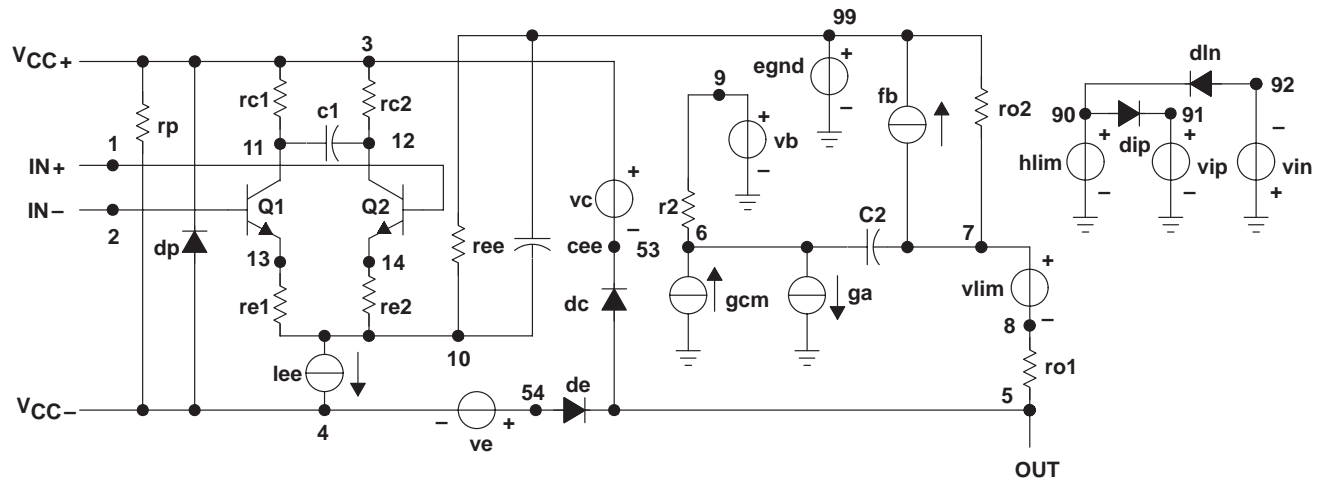 99
VCC+
3
+
dln
rc1
rc2
egnd
92
9
–
fb
ro2
c1
+
90
91
rp
vb
–
1
11
12
+
+
–
dip
IN+
hlim
vip
vin
+
–
–
+
Q1
Q2
vc
r2
IN–
C2
–
2
6
7
dp
ree
cee
53
+
13
14
vlim
re1
re2
dc
gcm
ga
8
–
10
ro1
Iee
54
de
5
VCC–
–
+
4
ve
OUT